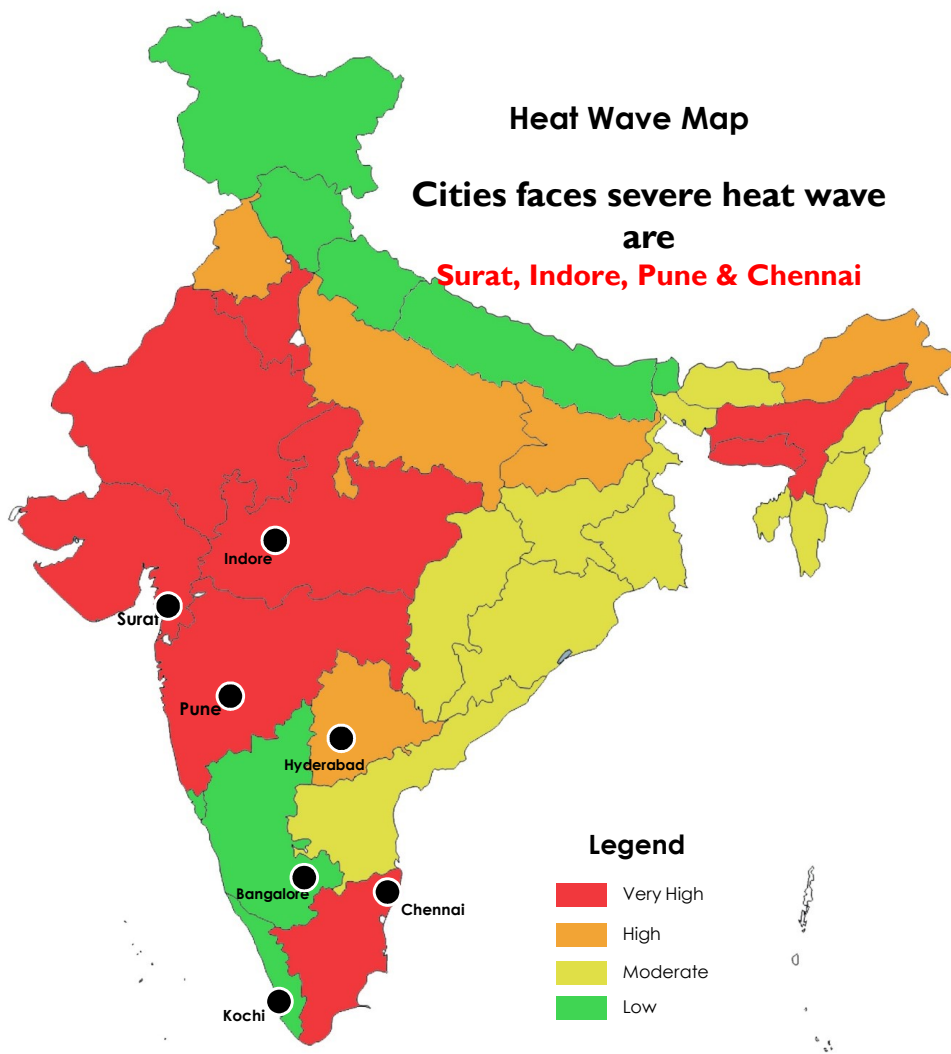 Heat Wave Map
Cities faces severe heat wave
are
Surat, Indore, Pune & Chennai
Indore
Surat
Pune
Hyderabad
Bangalore
Chennai
Kochi
Legend
Very High
High
Moderate
Low